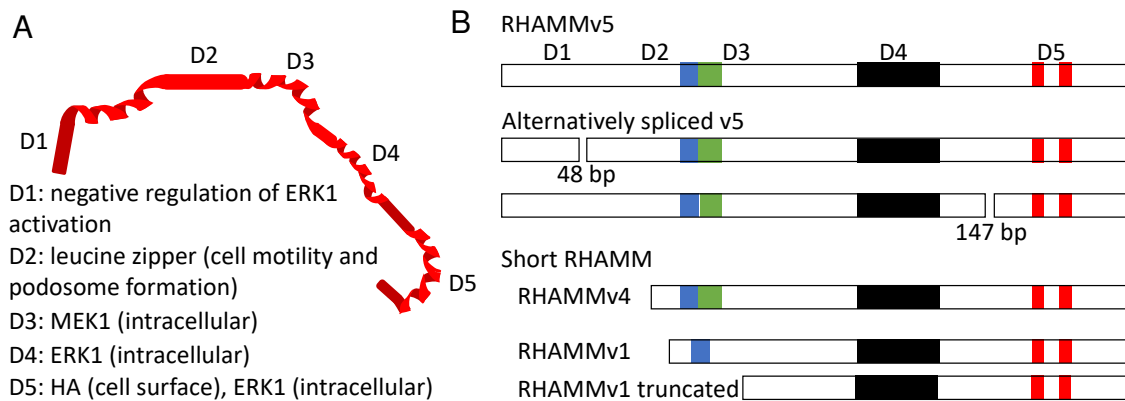 A
D1
D2
D3
D4
D5
D1: negative regulation of ERK1
activation
D2: leucine zipper (cell motility and
podosome formation)
D3: MEK1 (intracellular)
D4: ERK1 (intracellular)
D5: HA (cell surface), ERK1 (intracellular)
B
RHAMMv5
D1 D2 D3 D4 D5
Alternatively spliced v5
48 bp
147 bp
Short RHAMM
RHAMMv4
RHAMMv1
RHAMMv1 truncated